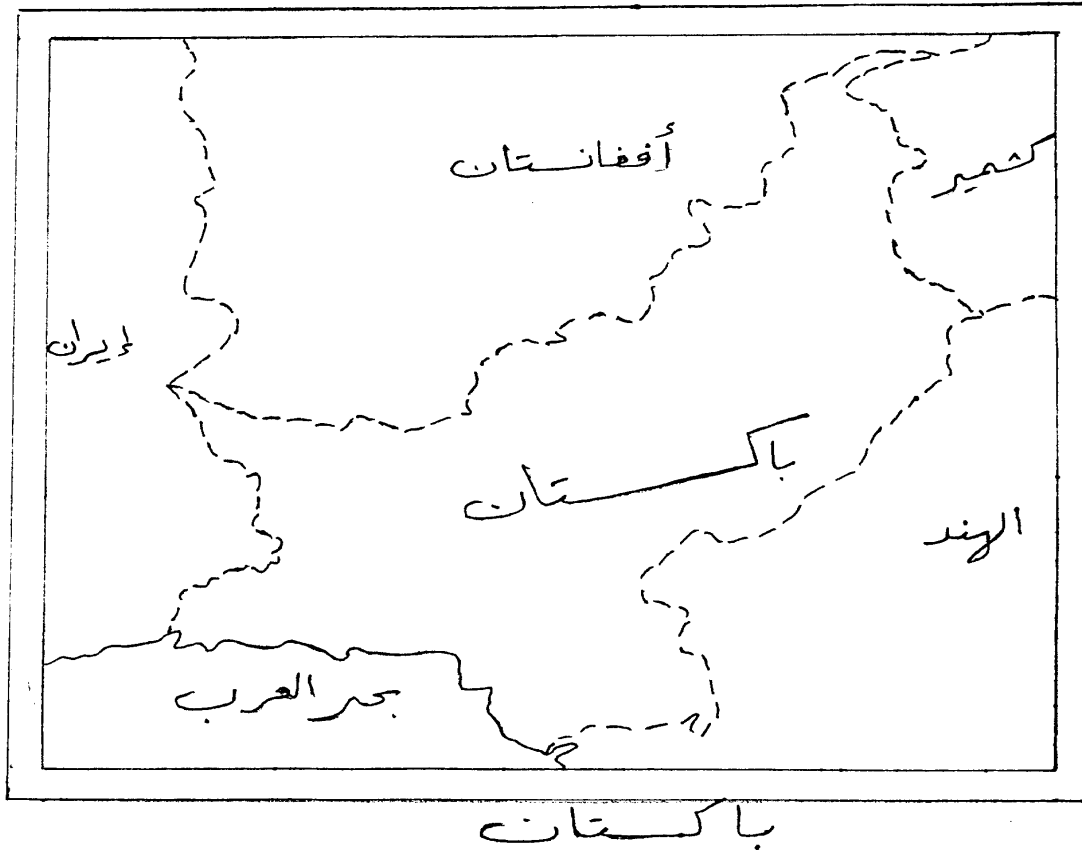 أفغانستان
كشمير
إيران
باكستان
الهند
بحر العرب
باكستان